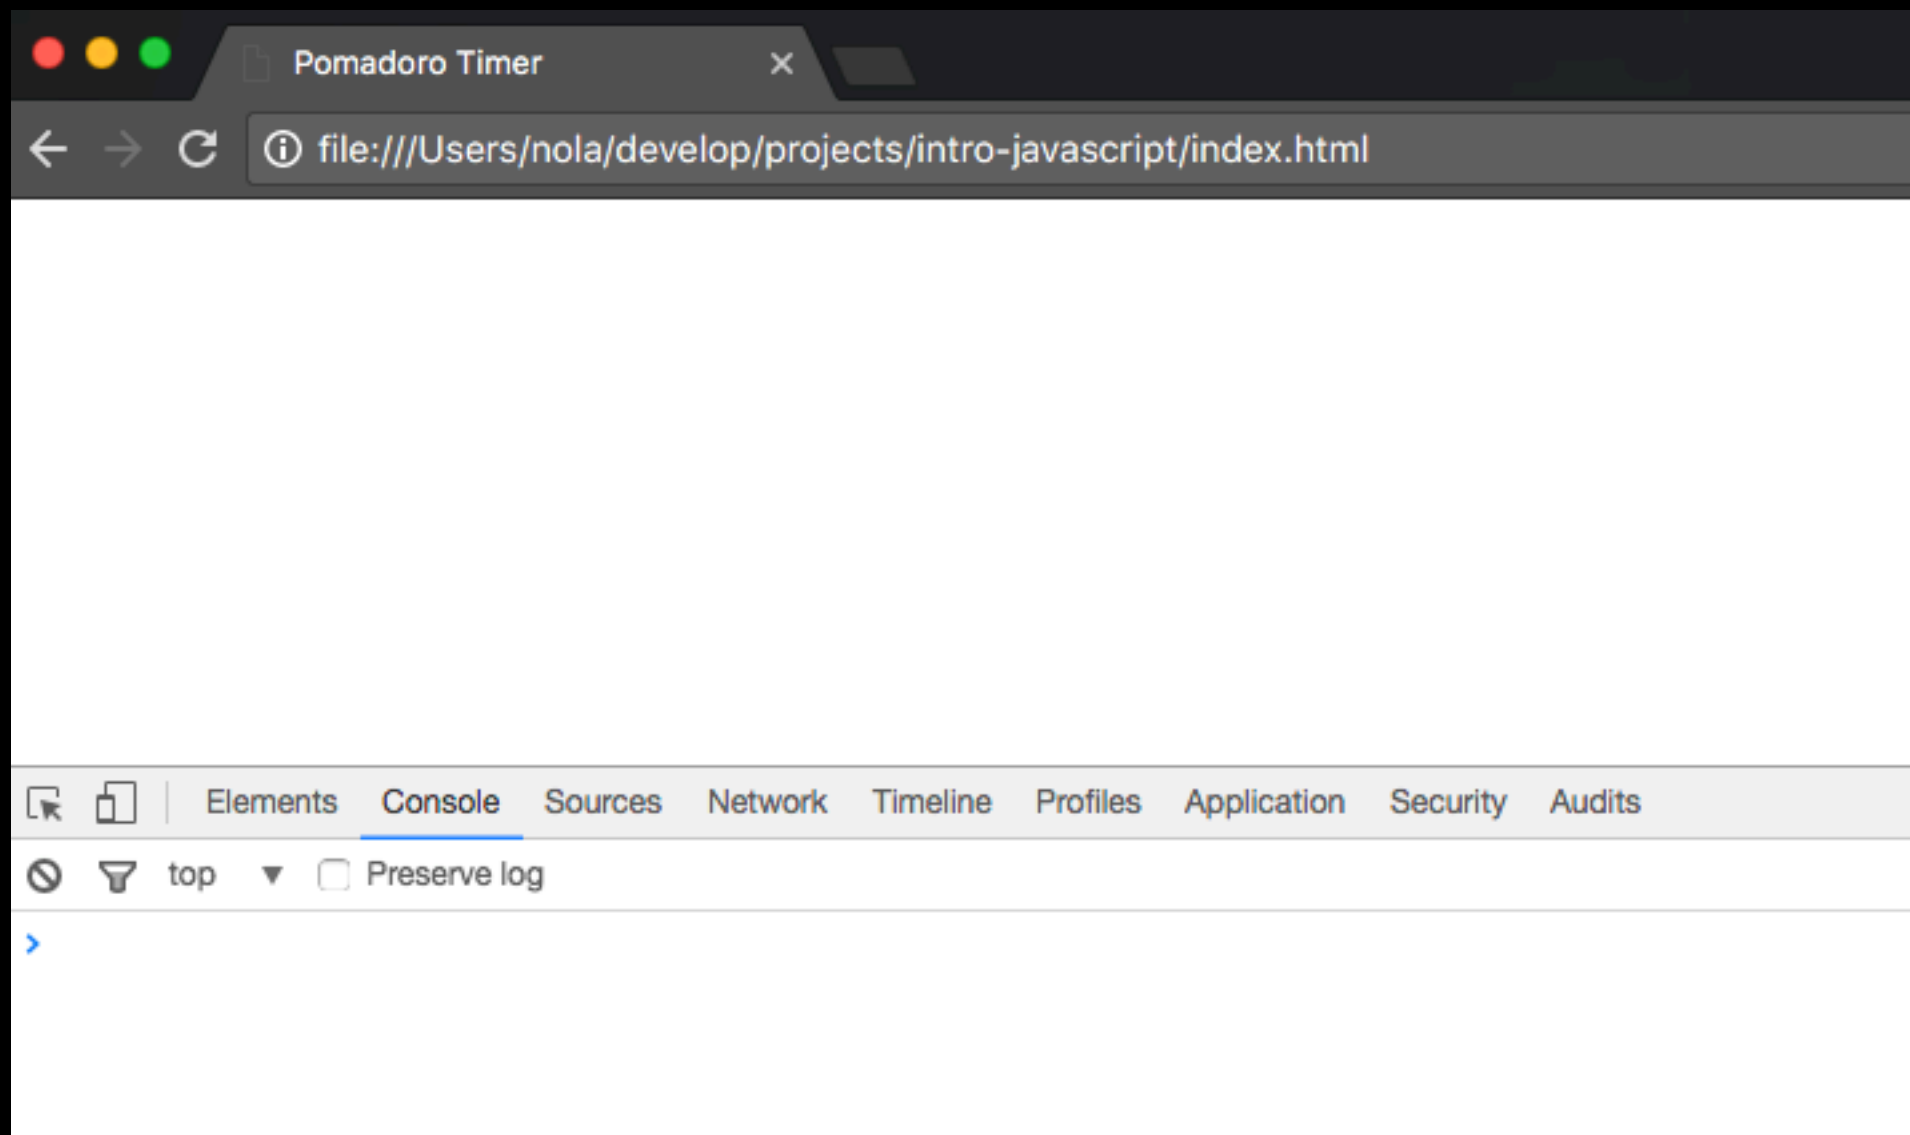 Pomadoro Timer
file:///Users/nola/develop/projects/intro-javascript/index.html
Elements Console Sources Network Timeline Profiles Application Security Audits
top Preserve log